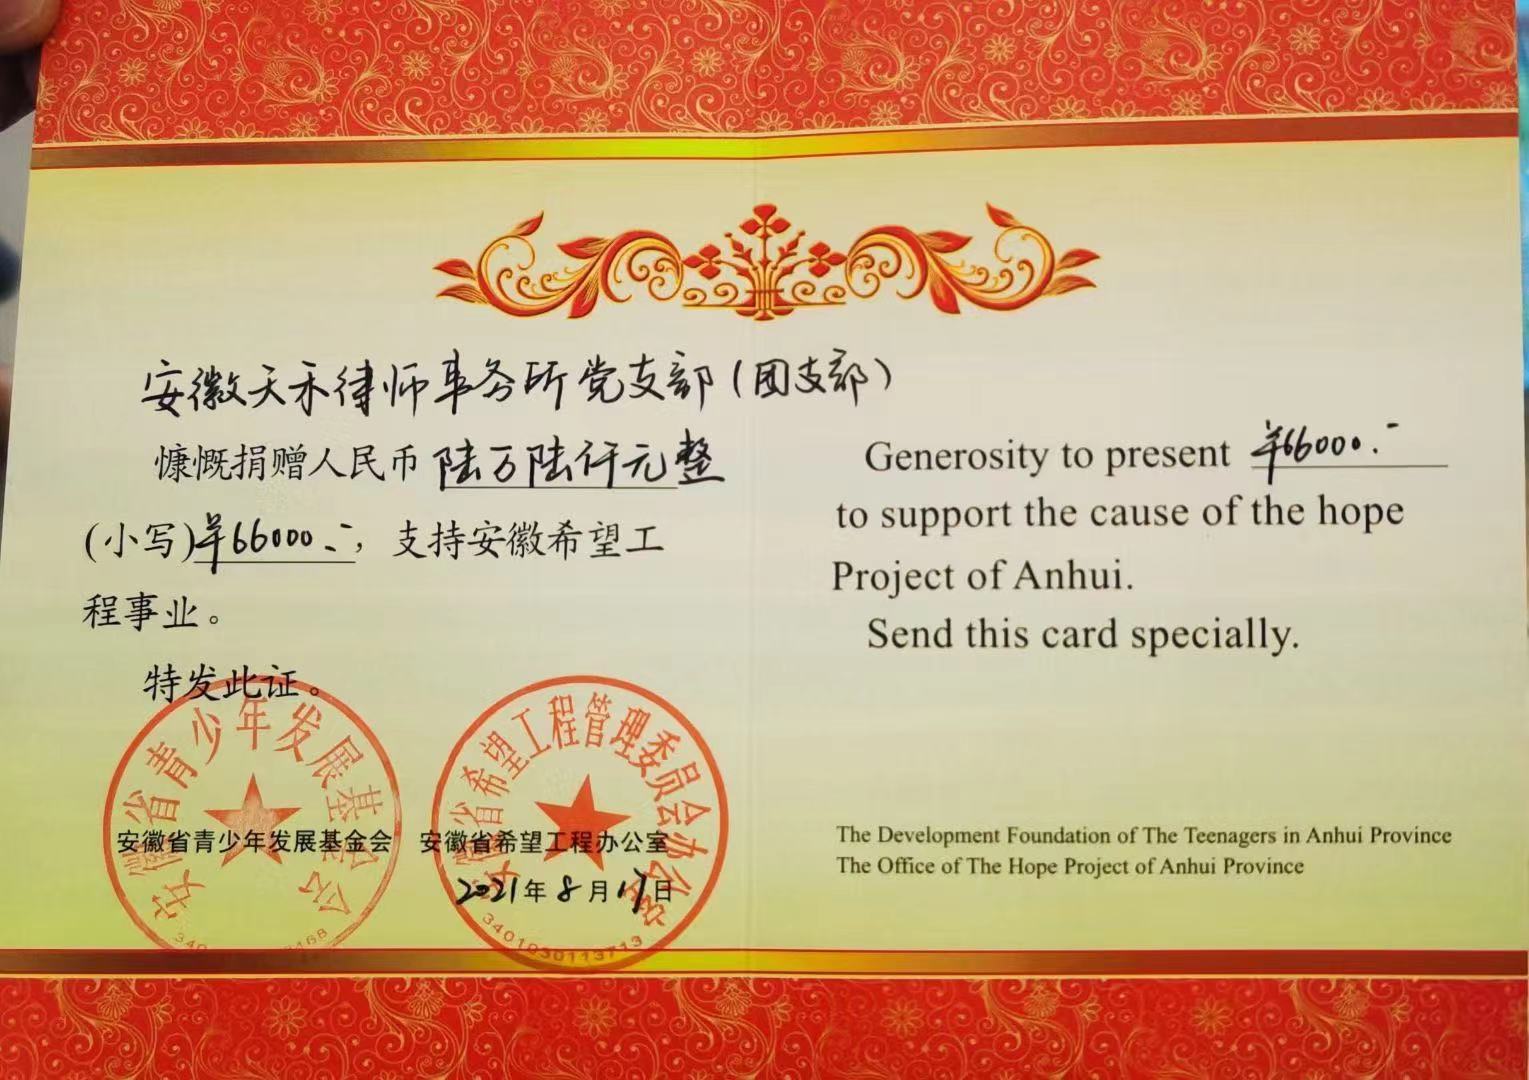 安徽天禾律师事务所党支部(团支部)
慷慨捐赠人民币 陆万陆仟元整
(小写)¥66000.-, 支持安徽希望工
程事业。
特发此证。
安徽省青少年发展基金会
安徽省青少年发展基金会
安徽省希望工程管理委员会办公室
安徽省希望工程办公室
2021年8月17日
3401030113713
Generosity to present ¥66000.-
to support the cause of the hope
Project of Anhui.
Send this card specially.
The Development Foundation of The Teenagers in Anhui Province
The Office of The Hope Project of Anhui Province